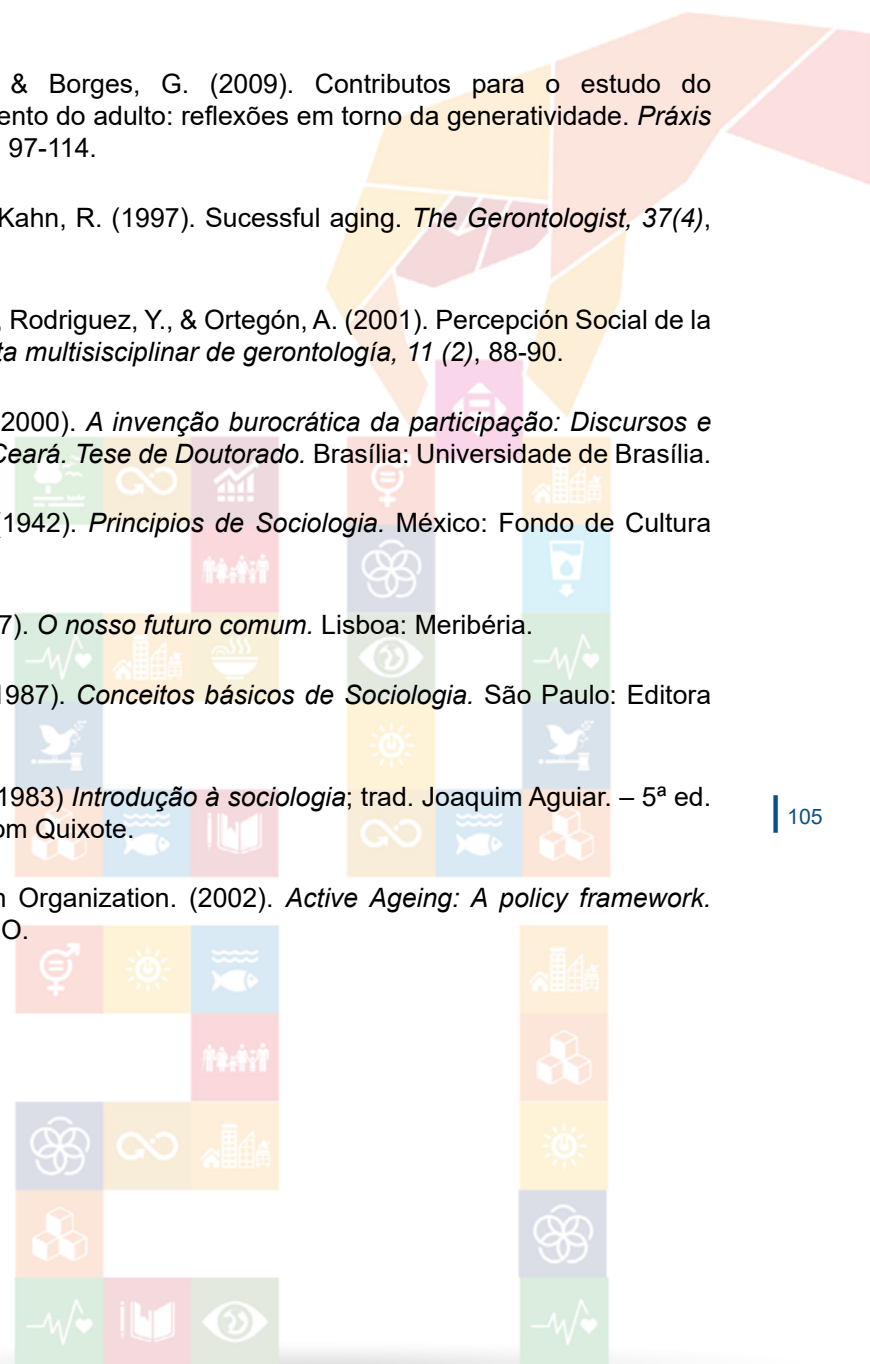 & Borges, G. (2009). Contributos para o estudo do
ento do adulto: reflexões em torno da generatividade. Práxis
97-114.
Kahn, R. (1997). Sucessful aging. The Gerontologist, 37(4),
, Rodriguez, Y., & Ortegón, A. (2001). Percepción Social de la
ta multisisciplinar de gerontología, 11 (2), 88-90.
2000). A invenção burocrática da participação: Discursos e
Ceará. Tese de Doutorado. Brasília: Universidade de Brasília.
(1942). Principios de Sociologia. México: Fondo de Cultura
7). O nosso futuro comum. Lisboa: Meribéria.
1987). Conceitos básicos de Sociologia. São Paulo: Editora
1983) Introdução à sociologia; trad. Joaquim Aguiar. – 5ª ed.
om Quixote.
105
n Organization. (2002). Active Ageing: A policy framework.
O.